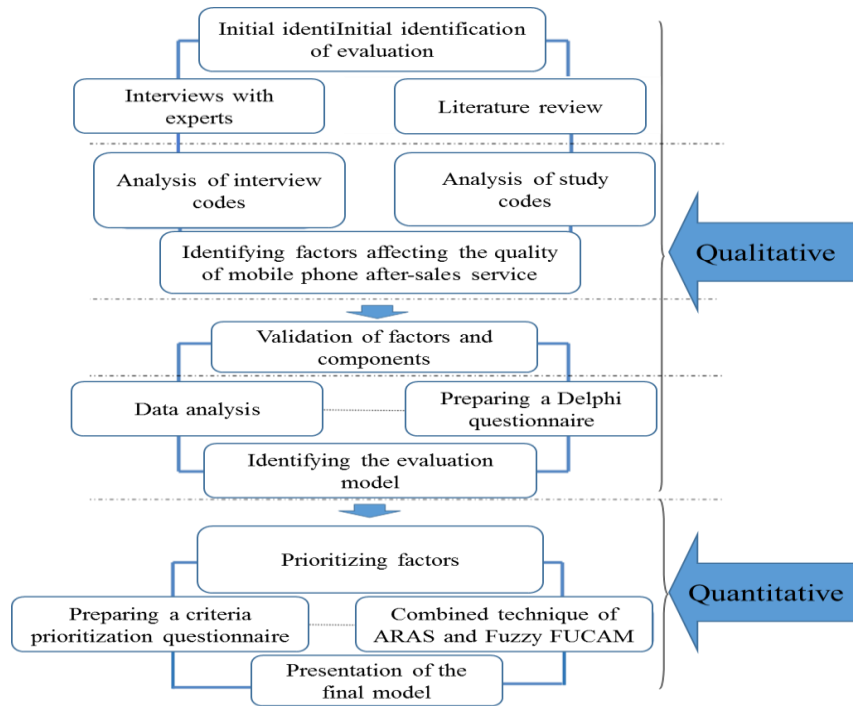 Initial identiInitial identification
of evaluation
Interviews with
experts
Literature review
Analysis of interview
codes
Analysis of study
codes
Identifying factors affecting the quality
of mobile phone after-sales service
Qualitative
Validation of factors and
components
Data analysis
Preparing a Delphi
questionnaire
Identifying the evaluation
model
Prioritizing factors
Preparing a criteria
prioritization questionnaire
Combined technique of
ARAS and Fuzzy FUCAM
Quantitative
Presentation of the
final model